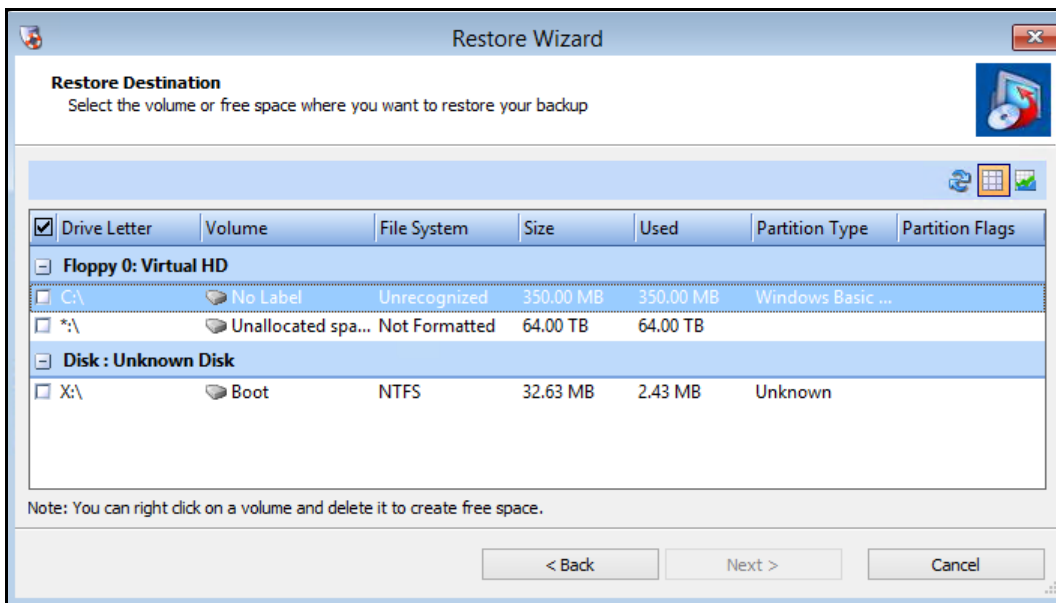 Restore Wizard
Restore Destination
Select the volume or free space where you want to restore your backup
Drive Letter Volume File System Size Used Partition Type Partition Flags
Floppy 0: Virtual HD
C:\ No Label Unrecognized 350.00 MB 350.00 MB Windows Basic ...
*:\ Unallocated spa... Not Formatted 64.00 TB 64.00 TB
Disk : Unknown Disk
X:\ Boot NTFS 32.63 MB 2.43 MB Unknown
Note: You can right click on a volume and delete it to create free space.
< Back Next > Cancel